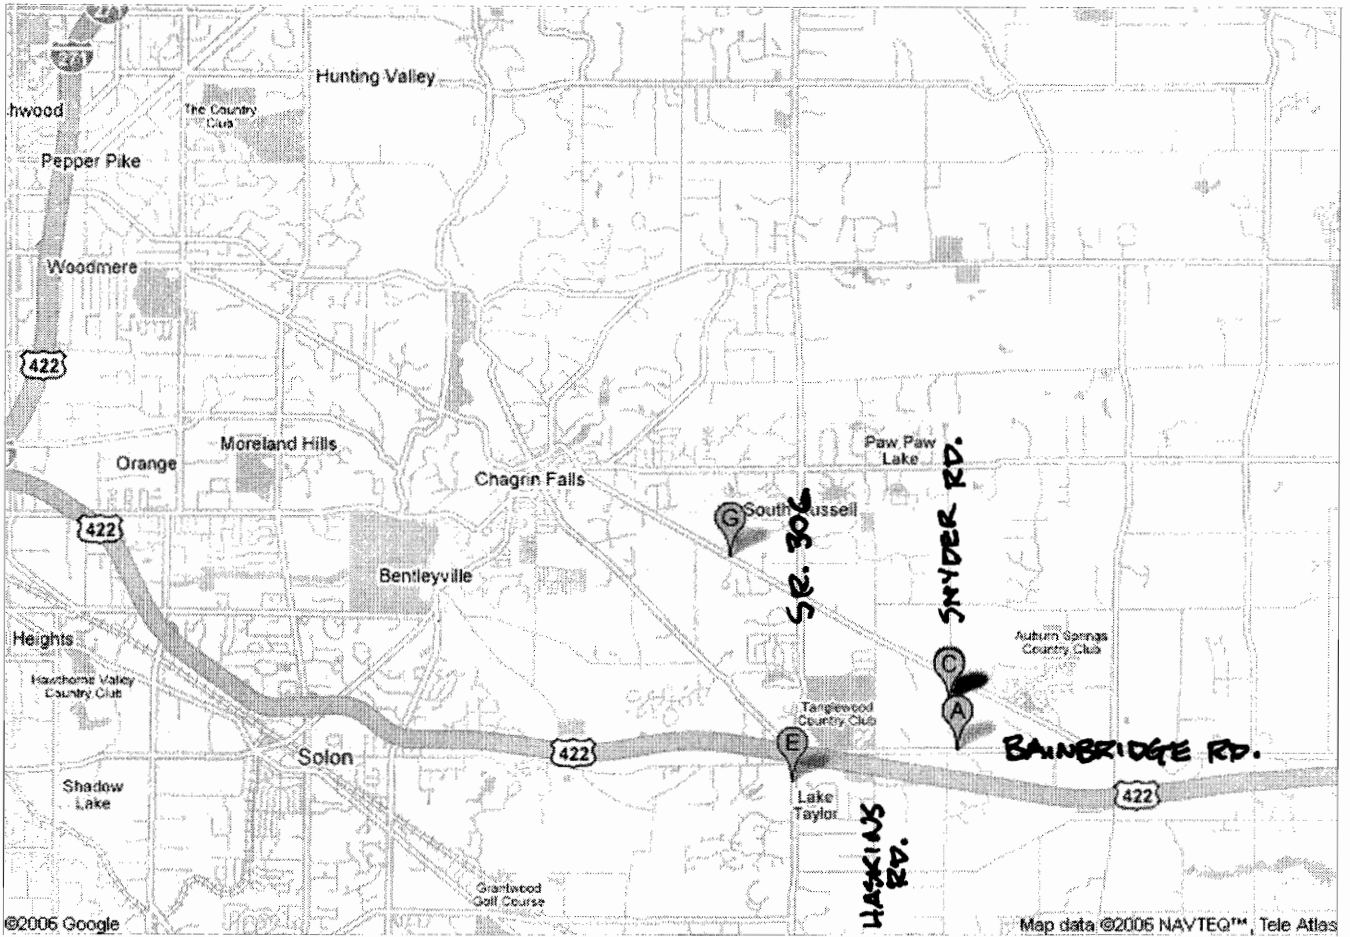 271
271
Hunting Valley
hwood
The Country
Club
Pepper Pike
Woodmere
422
Moreland Hills
Paw Paw
Lake
Orange
Chagrin Falls
SNYDER RD.
G
South Russell
SR. 306
422
Bentleyville
Heights
Auburn Springs
Country Club
Hawthorne Valley
Country Club
C
A
Tanglewood
Country Club
E
BAINBRIDGE RD.
422
Solon
Shadow
Lake
422
Lake
Taylor
HASKINS
RD.
Grantwood
Golf Course
©2006 Google
Map data ©2006 NAVTEQ™, Tele Atlas